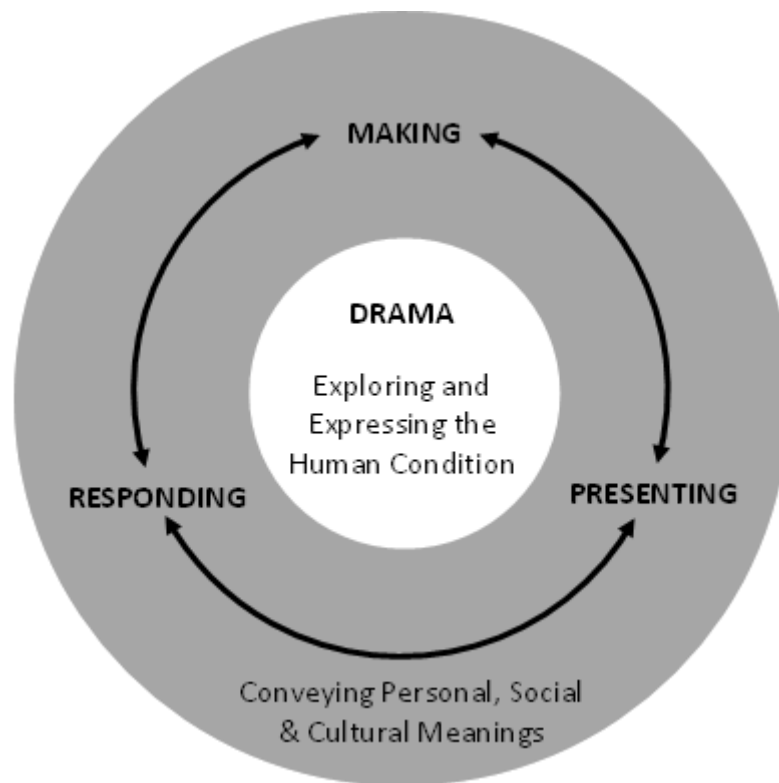 MAKING
DRAMA
Exploring and
Expressing the
Human Condition
RESPONDING
PRESENTING
Conveying Personal, Social
& Cultural Meanings